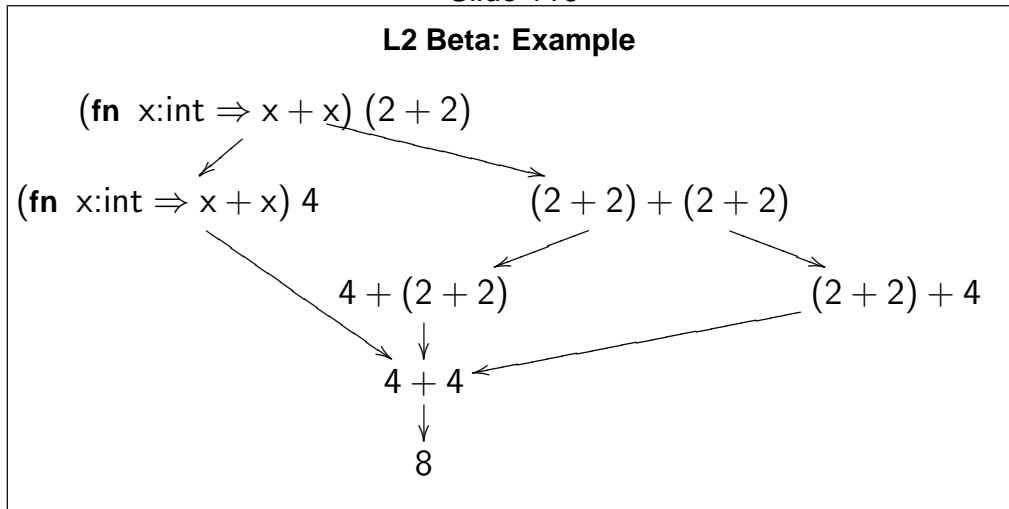 L2 Beta: Example
(fn x:int ⇒ x + x) (2 + 2)
(fn x:int ⇒ x + x) 4 (2 + 2) + (2 + 2)
4 + (2 + 2) (2 + 2) + 4
4 + 4
8